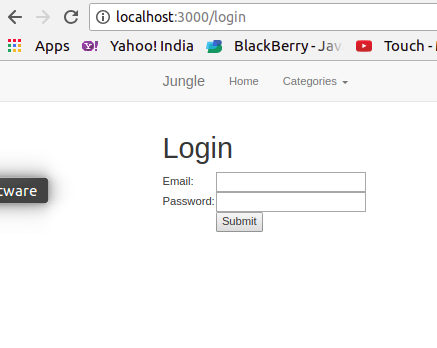 localhost:3000/login
Apps Yahoo! India BlackBerry - Jav Touch -
Jungle Home Categories
Login
tware
Email:
Password:
Submit